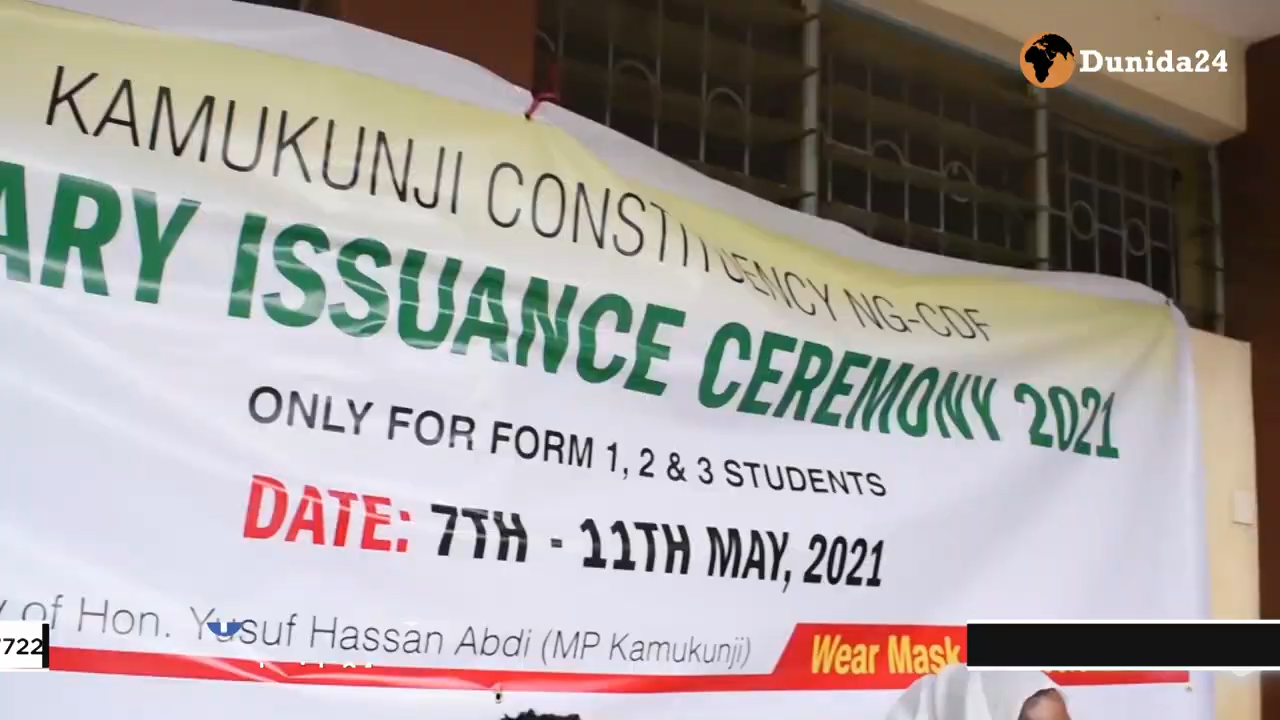 Dunida24
KAMUKUNJI CONSTITUENCY NG-CDF
ARY ISSUANCE CEREMONY 2021
ONLY FOR FORM 1, 2 & 3 STUDENTS
DATE: 7TH - 11TH MAY, 2021
y of Hon. Yusuf Hassan Abdi (MP Kamukunji)
Wear Mask
7722